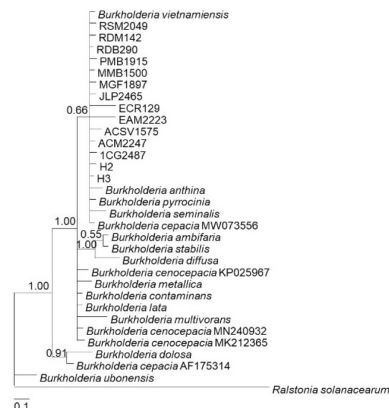 Burkholderia vietnamiensis
RSM2049
RDM142
RDB290
PMB1915
MMB1500
MGF1897
JLP2465
0.66 ECR129
EAM2223
ACSV1575
ACM2247
1CG2487
H2
H3
Burkholderia anthina
Burkholderia pyrrocinia
Burkholderia seminalis
1.00 Burkholderia cepacia MW073556
0.55 Burkholderia ambifaria
1.00 Burkholderia stabilis
Burkholderia diffusa
Burkholderia cenocepacia KP025967
Burkholderia metallica
1.00 Burkholderia contaminans
Burkholderia lata
Burkholderia multivorans
Burkholderia cenocepacia MN240932
Burkholderia cenocepacia MK212365
0.91 Burkholderia dolosa
Burkholderia cepacia AF175314
Burkholderia ubonensis
Ralstonia solanacearum
0.1